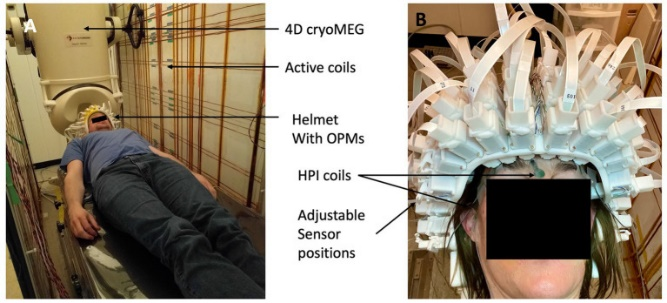 A
B
4D cryoMEG
Active coils
Helmet
With OPMs
HPI coils
Adjustable
Sensor
positions